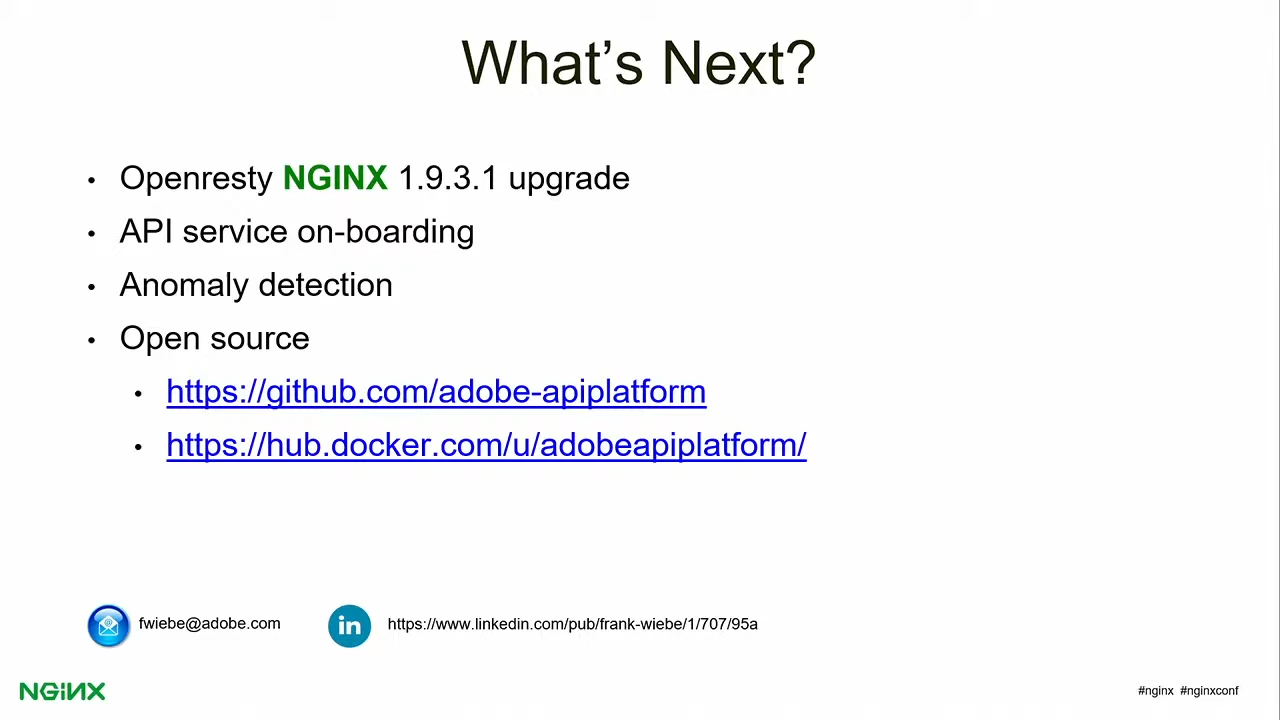 What’s Next?
• Openresty NGINX 1.9.3.1 upgrade
• API service on-boarding
• Anomaly detection
• Open source
• https://github.com/adobe-apiplatform
• https://hub.docker.com/u/adobeapiplatform/
fwiebe@adobe.com
in https://www.linkedin.com/pub/frank-wiebe/1/707/95a
NGINX
#nginx #nginxconf